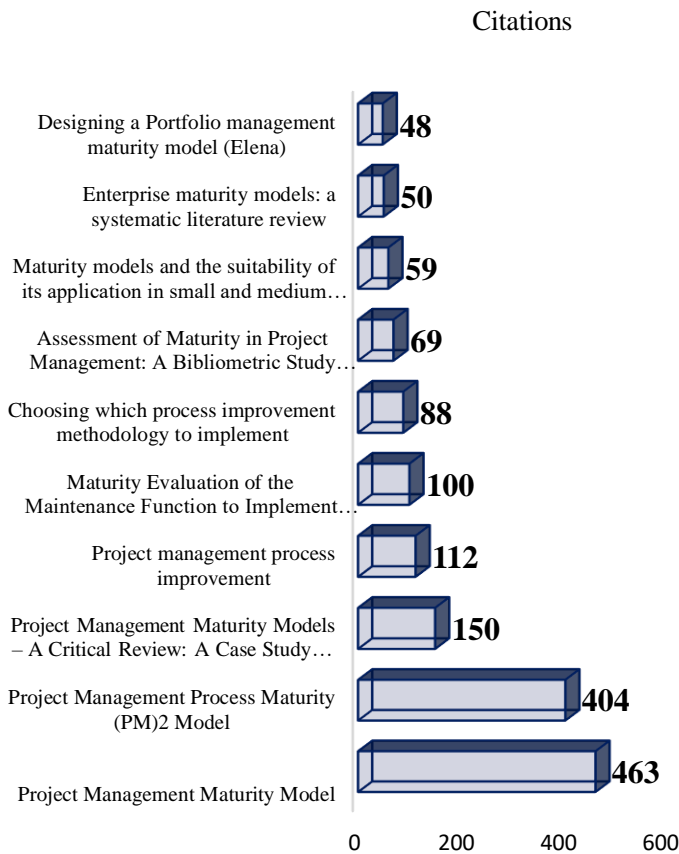 Citations
Designing a Portfolio management
maturity model (Elena)
48
Enterprise maturity models: a
systematic literature review
50
Maturity models and the suitability of
its application in small and medium…
59
Assessment of Maturity in Project
Management: A Bibliometric Study…
69
Choosing which process improvement
methodology to implement
88
Maturity Evaluation of the
Maintenance Function to Implement…
100
Project management process
improvement
112
Project Management Maturity Models
– A Critical Review: A Case Study…
150
Project Management Process Maturity
(PM)2 Model
404
Project Management Maturity Model
463
0 200 400 600